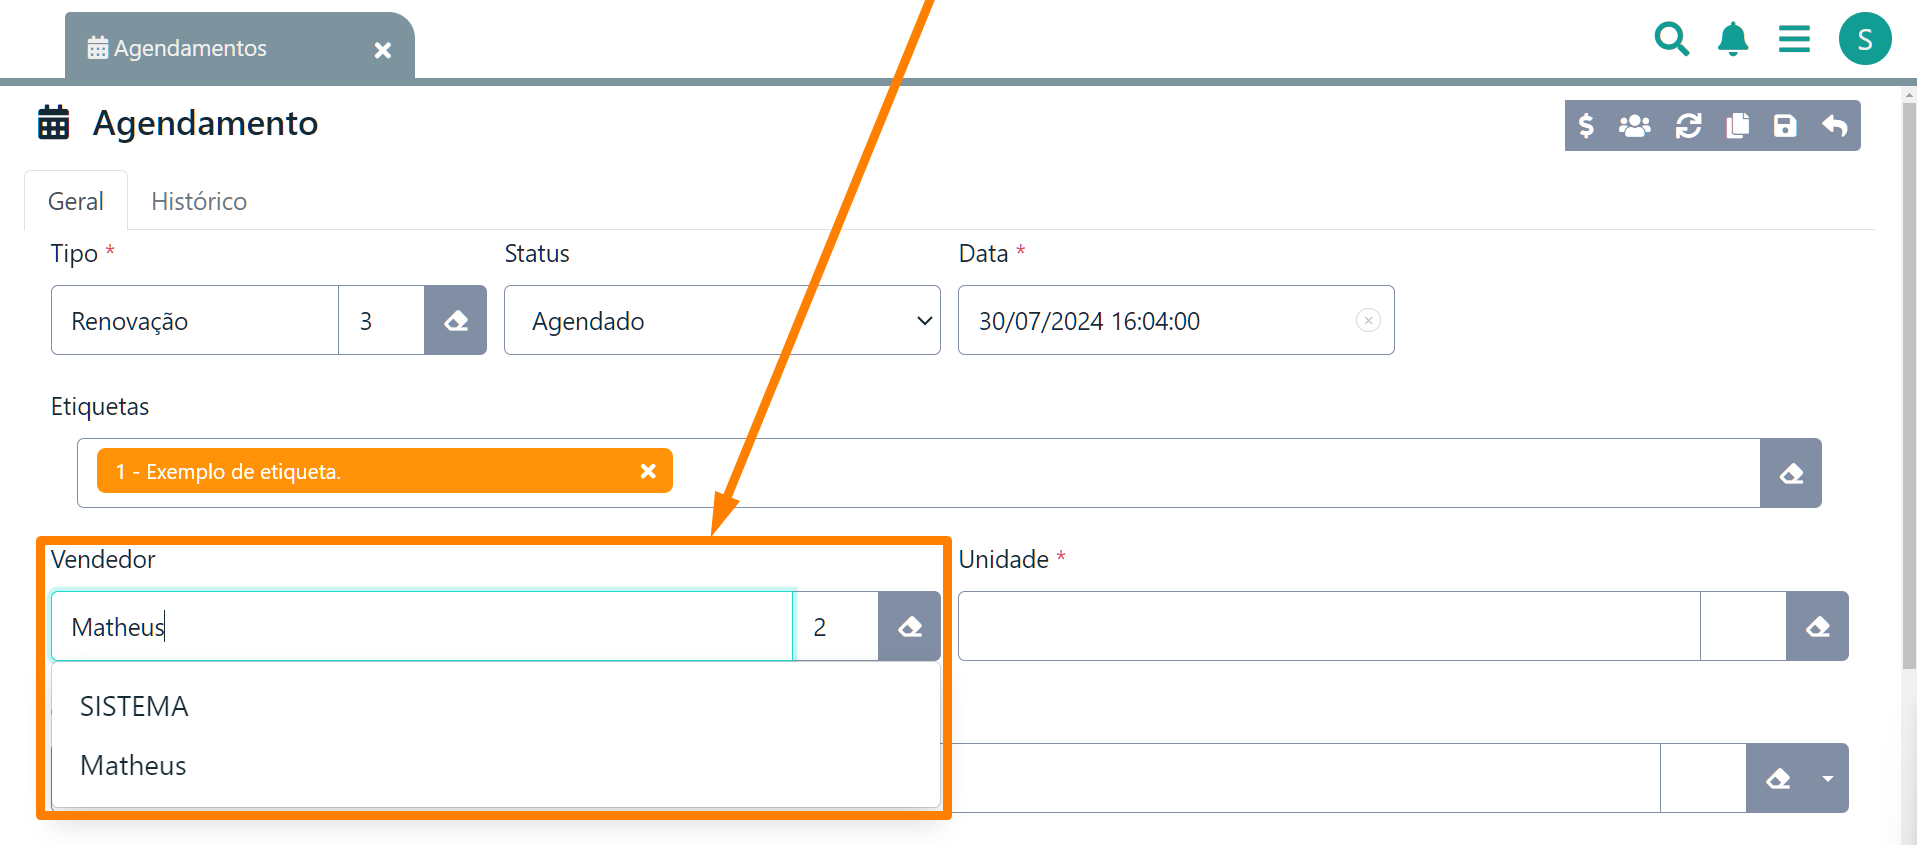 Agendamentos
S
Agendamento
Geral
Histórico
Tipo *
Status
Data *
Renovação
3
Agendado
30/07/2024 16:04:00
Etiquetas
1 - Exemplo de etiqueta.
Vendedor
Unidade *
Matheus
2
SISTEMA
Matheus